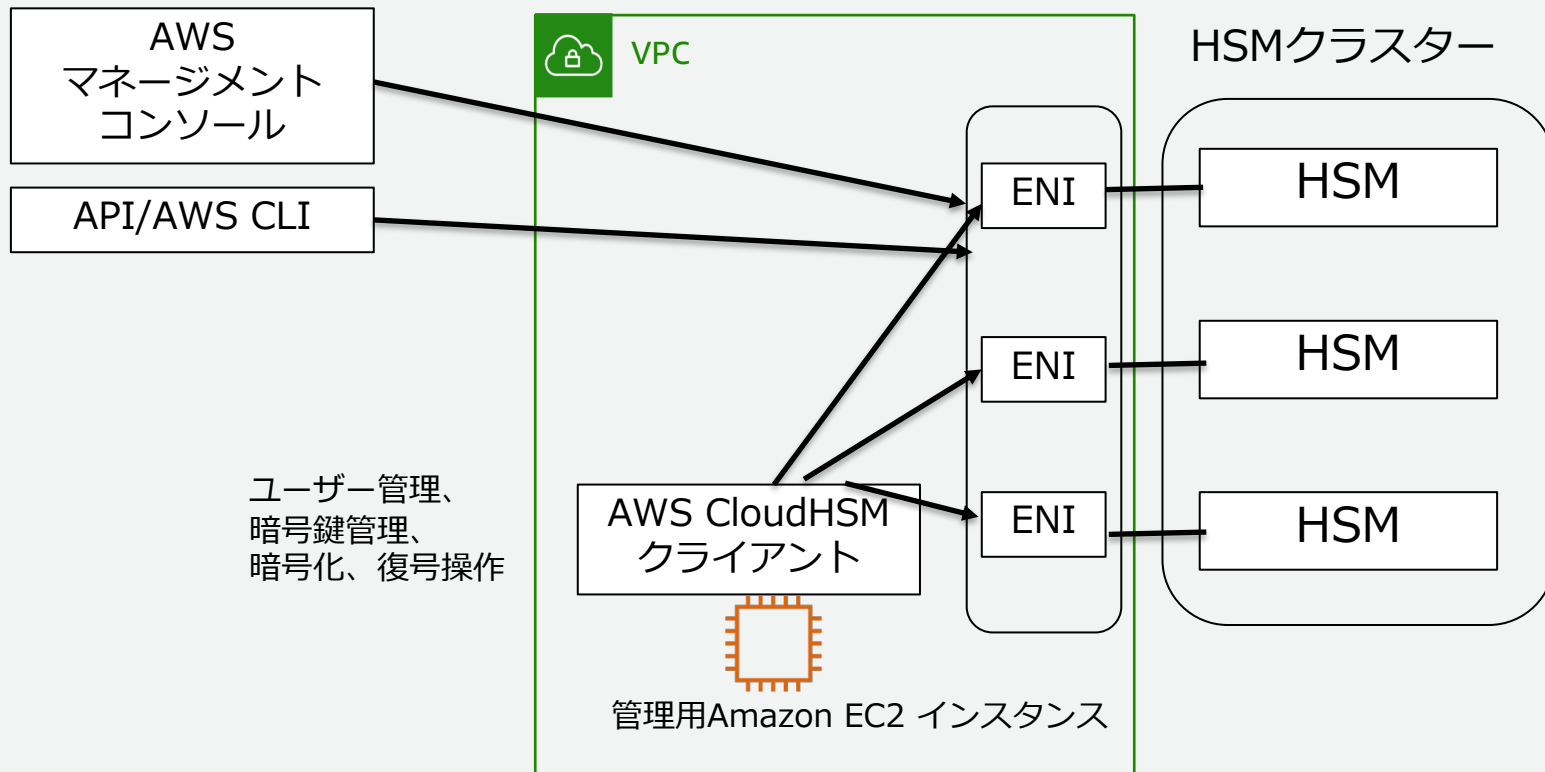 AWS
マネージメント
コンソール
API/AWS CLI
VPC
HSMクラスター
ENI
HSM
ENI
HSM
ENI
HSM
ユーザー管理、
暗号鍵管理、
暗号化、復号操作
AWS CloudHSM
クライアント
管理用Amazon EC2 インスタンス